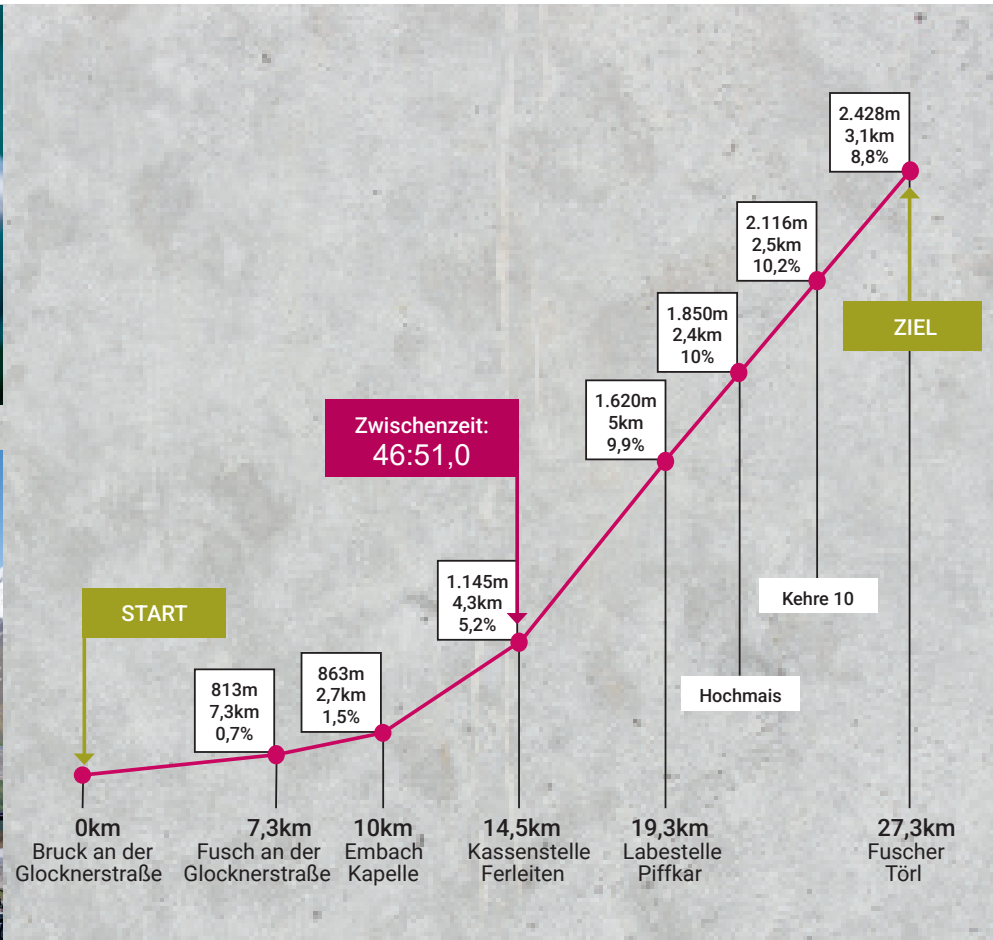 2.428m
3,1km
8,8%
2.116m
2,5km
10,2%
ZIEL
1.850m
2,4km
10%
1.620m
5km
9,9%
Zwischenzeit:
46:51,0
1.145m
4,3km
5,2%
Kehre 10
START
863m
2,7km
1,5%
813m
7,3km
0,7%
Hochmais
0km
Bruck an der
Glocknerstraße
7,3km
Fusch an der
Glocknerstraße
10km
Embach
Kapelle
14,5km
Kassenstelle
Ferleiten
19,3km
Labestelle
Piffkar
27,3km
Fuscher
Törl